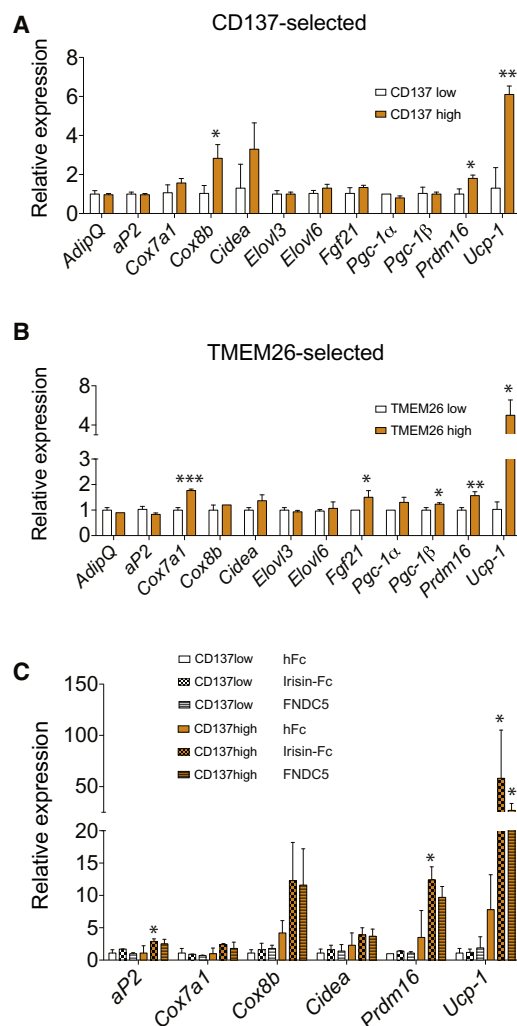 A
CD137-selected
Relative expression
8
6
4
2
0
CD137 low
CD137 high
*
*
**
AdipQ
aP2
Cox7a1
Cox8b
Cidea
Elovl3
Elovl6
Fgf21
Pgc-1α
Pgc-1β
Prdm16
Ucp-1
B
TMEM26-selected
Relative expression
8
4
2
1
0
TMEM26 low
TMEM26 high
***
*
*
**
*
AdipQ
aP2
Cox7a1
Cox8b
Cidea
Elovl3
Elovl6
Fgf21
Pgc-1α
Pgc-1β
Prdm16
Ucp-1
C
Relative expression
150
100
50
20
15
10
5
0
CD137low hFc
CD137low Irisin-Fc
CD137low FNDC5
CD137high hFc
CD137high Irisin-Fc
CD137high FNDC5
*
*
*
*
aP2
Cox7a1
Cox8b
Cidea
Prdm16
Ucp-1